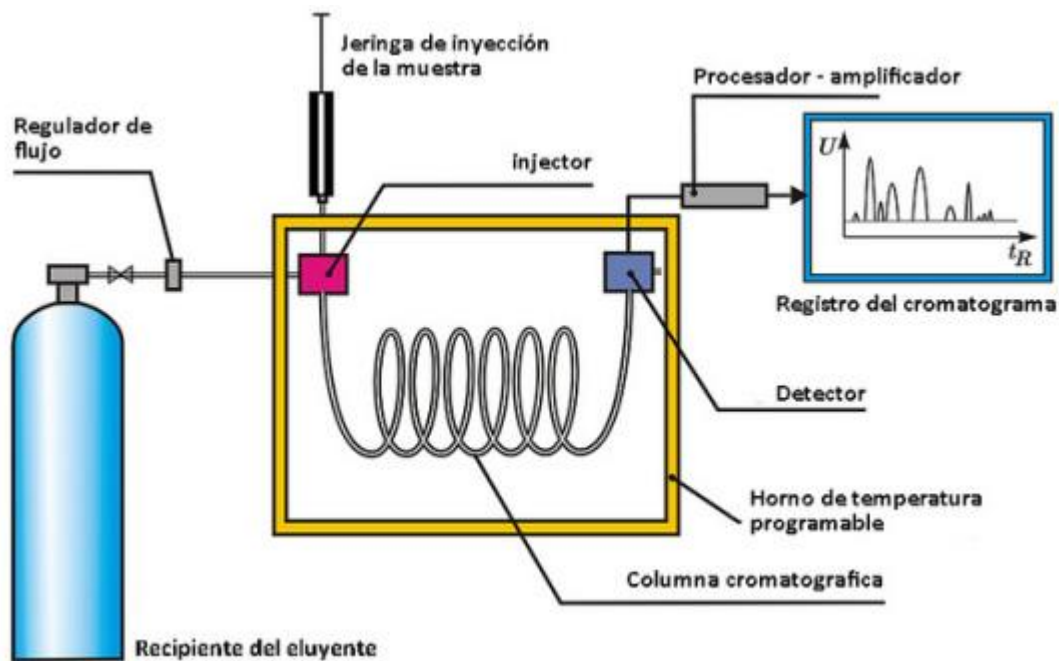 Jeringa de inyección
de la muestra
Procesador - amplificador
Regulador de
flujo
injector
U
t_R
Registro del cromatograma
Detector
Horno de temperatura
programable
Columna cromatografica
Recipiente del eluyente